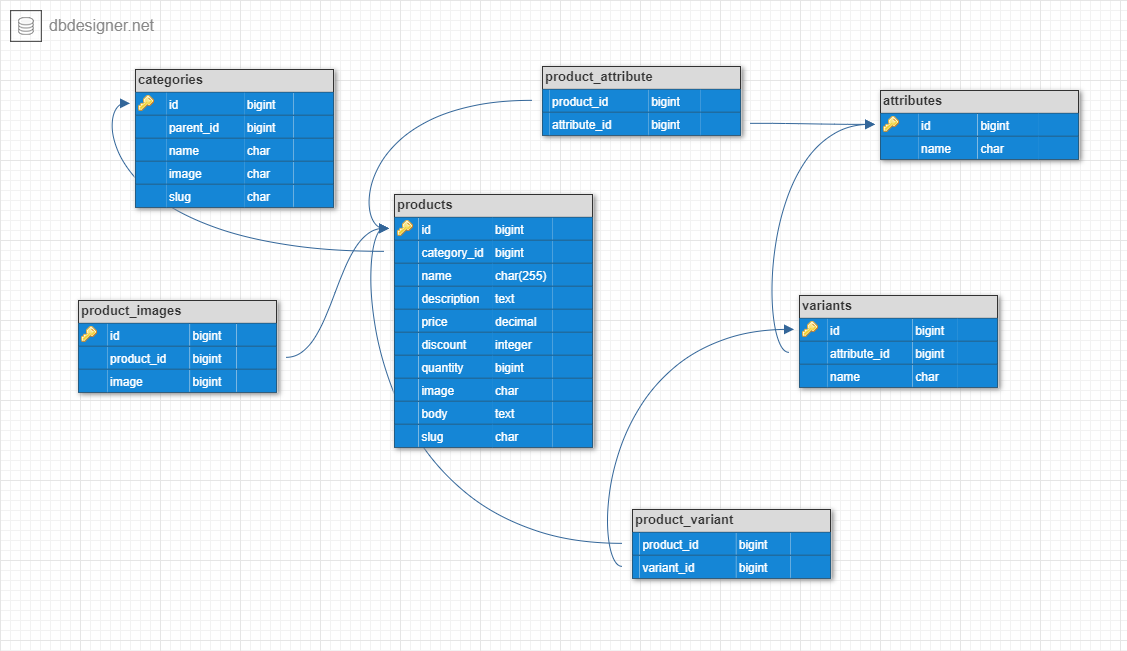 dbdesigner.net
categories
id bigint
parent_id bigint
name char
image char
slug char
product_attribute
product_id bigint
attribute_id bigint
attributes
id bigint
name char
products
id bigint
category_id bigint
name char(255)
description text
price decimal
discount integer
quantity bigint
image char
body text
slug char
product_images
id bigint
product_id bigint
image bigint
variants
id bigint
attribute_id bigint
name char
product_variant
product_id bigint
variant_id bigint